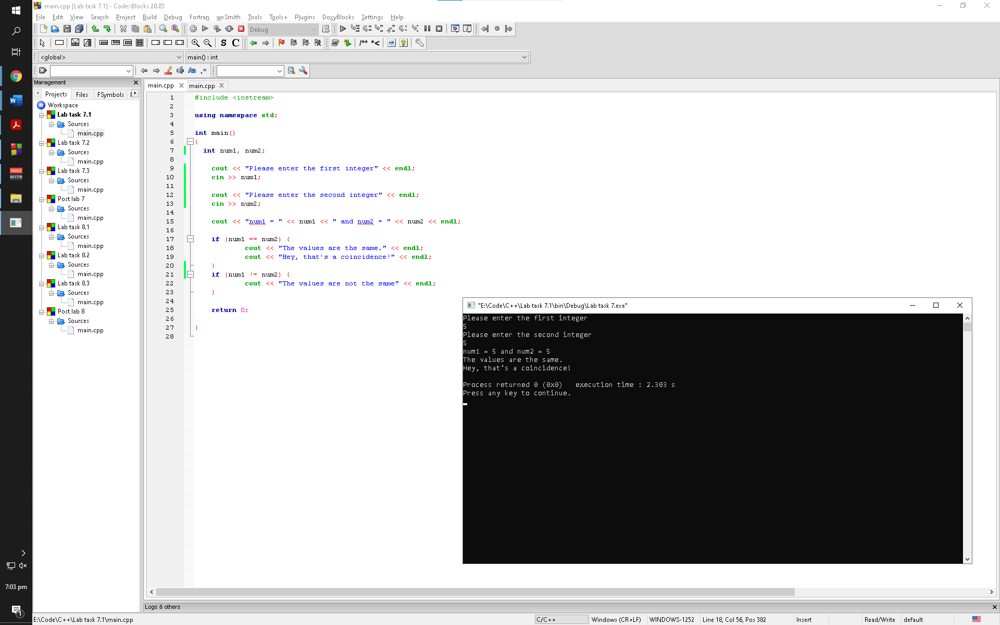 main.cpp [Lab task 7.1] - Code::Blocks 20.03
File Edit View Search Project Build Debug Fortran wxSmith Tools Tools+ Plugins DoxyBlocks Settings Help
Debug
S C /** *<
<global> main() : int
Aa .*
Management
main.cpp main.cpp
Projects Files FSymbols
Workspace
Lab task 7.1
Sources
main.cpp
Lab task 7.2
Sources
main.cpp
Lab task 7.3
Sources
main.cpp
Post lab 7
Sources
main.cpp
Lab task 8.1
Sources
main.cpp
Lab task 8.2
Sources
main.cpp
Lab task 8.3
Sources
main.cpp
Post lab 8
Sources
main.cpp
1 #include <iostream>
2
3 using namespace std;
4
5 int main()
6 {
7 int num1, num2;
8
9 cout << "Please enter the first integer" << endl;
10 cin >> num1;
11
12 cout << "Please enter the second integer" << endl;
13 cin >> num2;
14
15 cout << "num1 = " << num1 << " and num2 = " << num2 << endl;
16
17 if (num1 == num2) {
18 cout << "The values are the same." << endl;
19 cout << "Hey, that's a coincidence!" << endl;
20 }
21 if (num1 != num2) {
22 cout << "The values are not the same" << endl;
23 }
24
25 return 0;
26
27 }
28
"E:\Code\C++\Lab task 7.1\bin\Debug\Lab task 7.exe"
Please enter the first integer
5
Please enter the second integer
5
num1 = 5 and num2 = 5
The values are the same.
Hey, that's a coincidence!
Process returned 0 (0x0)   execution time : 2.303 s
Press any key to continue.
VOICE
MEETER
7:03 pm
1
Logs & others
E:\Code\C++\Lab task 7.1\main.cpp C/C++ Windows (CR+LF) WINDOWS-1252 Line 18, Col 56, Pos 382 Insert Read/Write default